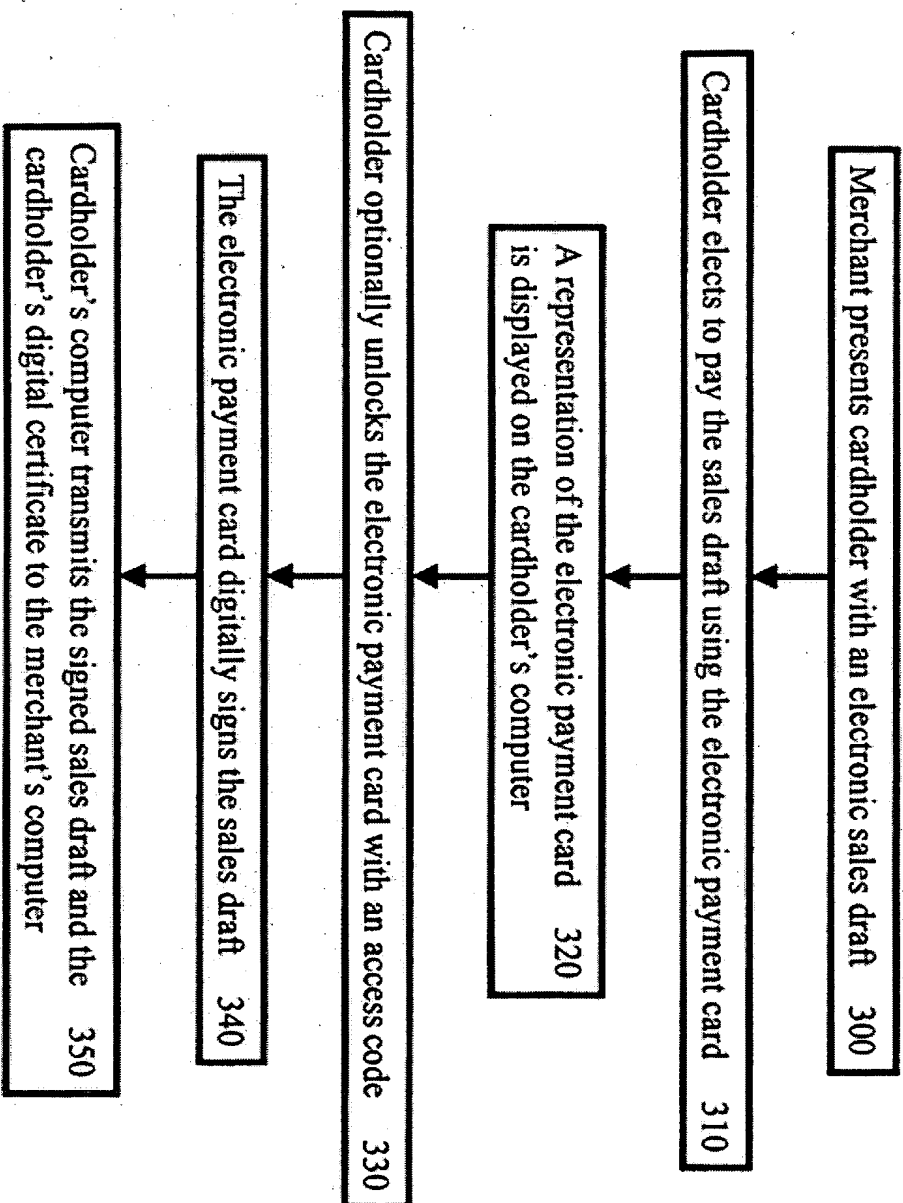 Merchant presents cardholder with an electronic sales draft 300
Cardholder elects to pay the sales draft using the electronic payment card 310
A representation of the electronic payment card 320
is displayed on the cardholder's computer
Cardholder optionally unlocks the electronic payment card with an access code 330
The electronic payment card digitally signs the sales draft 340
Cardholder's computer transmits the signed sales draft and the 350
cardholder's digital certificate to the merchant's computer